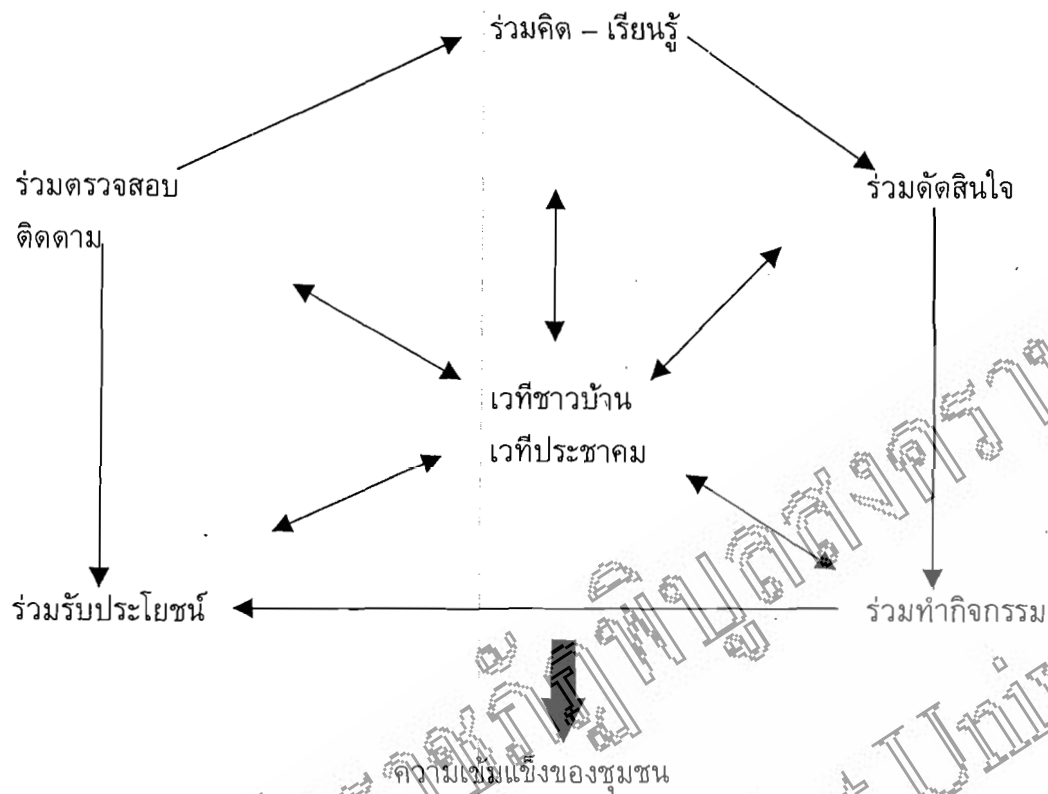 ร่วมคิด – เรียนรู้
ร่วมตรวจสอบ
ติดตาม
ร่วมตัดสินใจ
เวทีชาวบ้าน
เวทีประชาคม
ร่วมรับประโยชน์
ร่วมทำกิจกรรม
ความเข้มแข็งของชุมชน